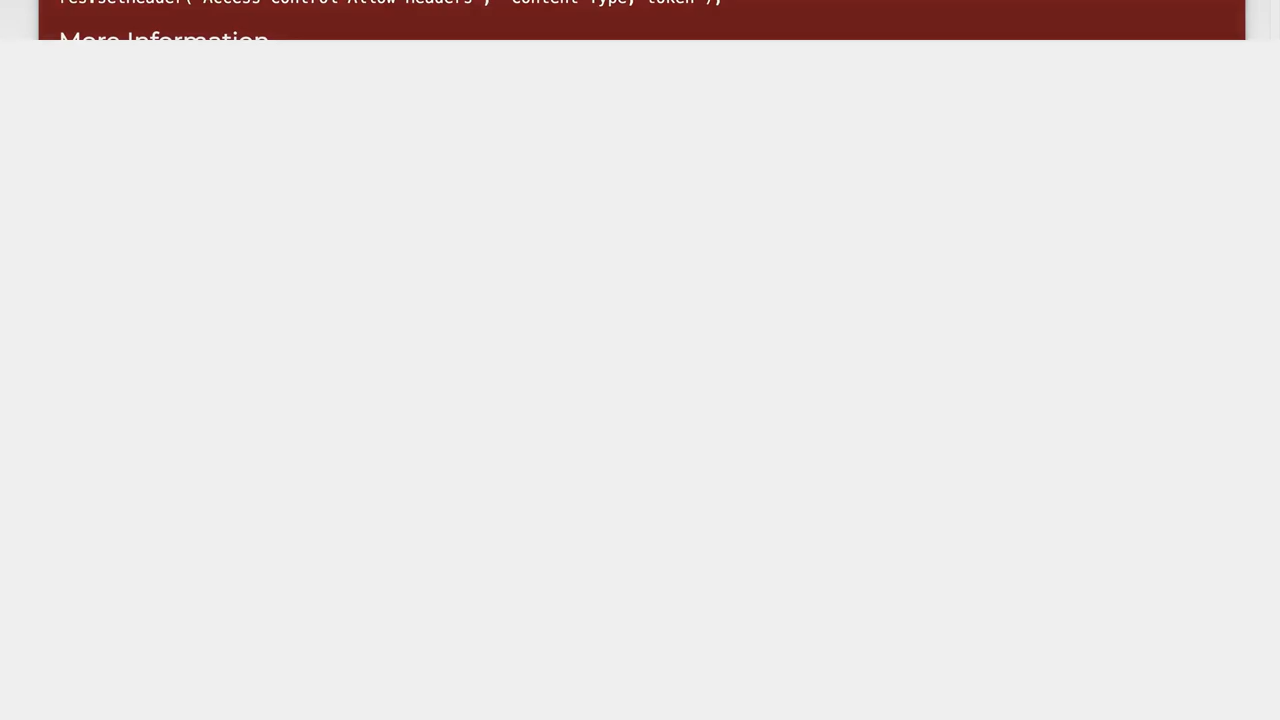 res.setHeader("Access-Control-Allow-Headers", "Content-Type, token");
More Information